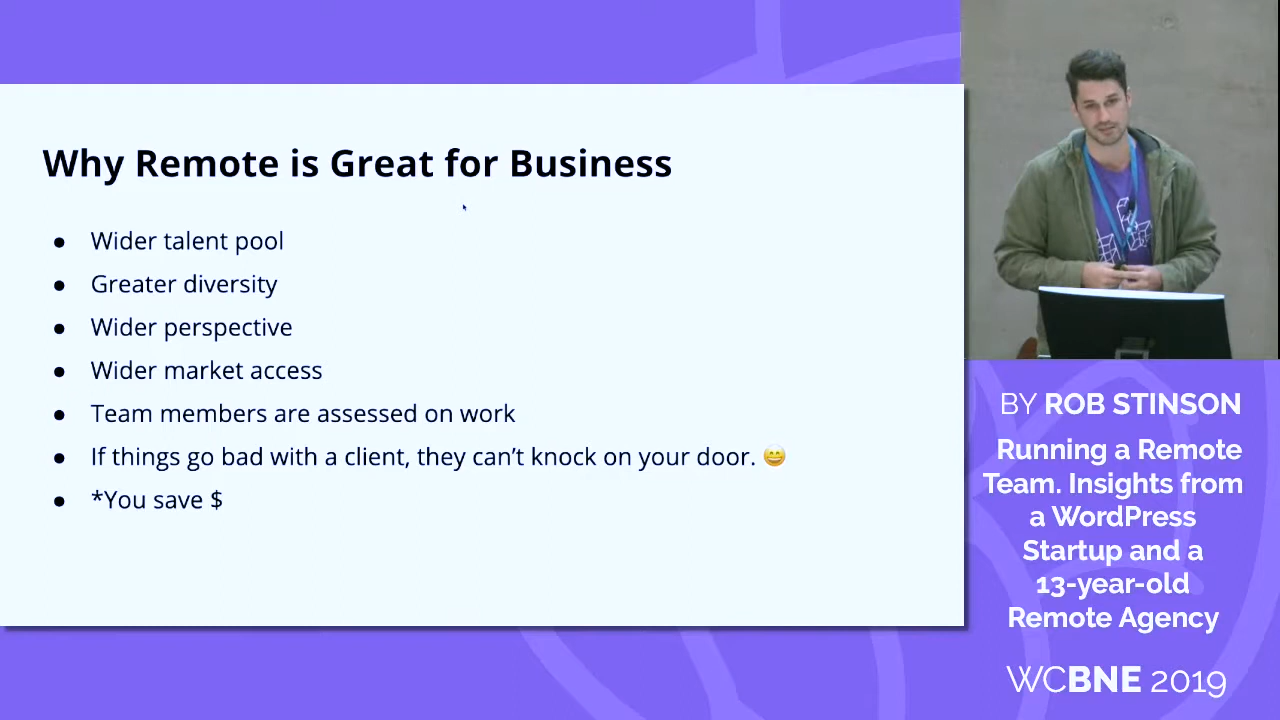 Why Remote is Great for Business
● Wider talent pool
● Greater diversity
● Wider perspective
● Wider market access
● Team members are assessed on work
● If things go bad with a client, they can’t knock on your door. 😄
● *You save $
BY ROB STINSON
Running a Remote
Team. Insights from
a WordPress
Startup and a
13-year-old
Remote Agency
WCBNE 2019